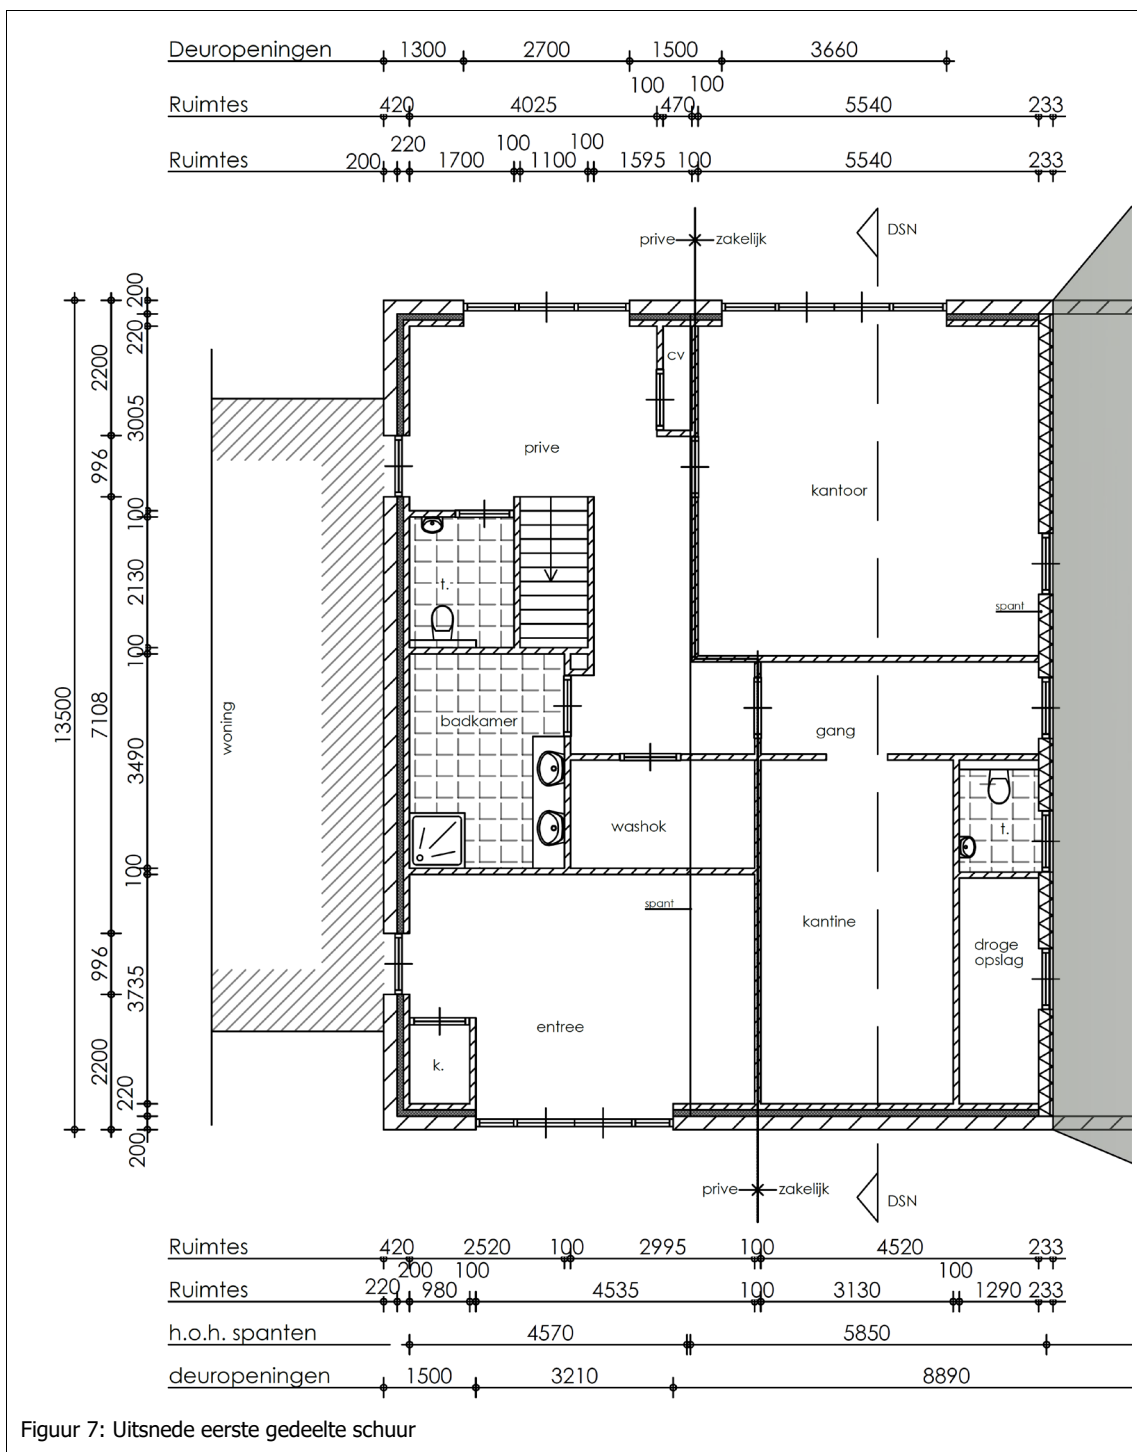 Deuropeningen 1300 2700 1500 3660
100 100
Ruimtes 420 4025 470 5540 233
220 100 100
Ruimtes 200 1700 1100 1595 100 5540 233
prive zakelijk
DSN
200
220
2200
3005
996
100
2130
100
13500
7108
3490
100
996
3735
2200
220
200
woning
cv
prive
kantoor
t.
spant
badkamer
gang
washok
t.
spant
kantine
droge
opslag
entree
k.
prive zakelijk
DSN
Ruimtes 420 2520 100 2995 100 4520 233
200 100 100
Ruimtes 220 980 4535 100 3130 1290 233
h.o.h. spanten 4570 5850
deuropeningen 1500 3210 8890
Figuur 7: Uitsnede eerste gedeelte schuur